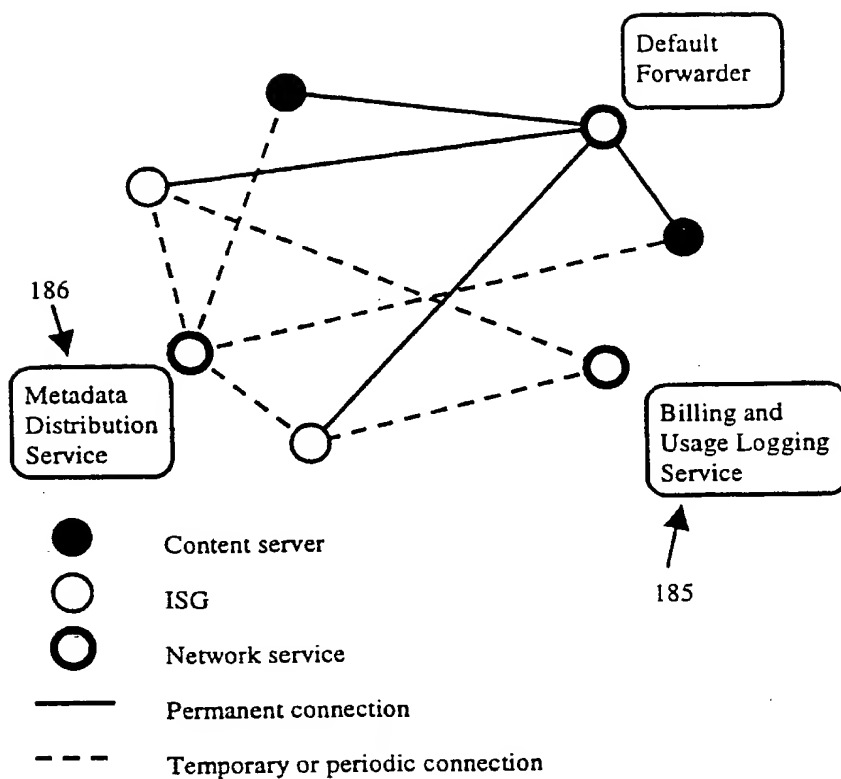 Default
Forwarder
186
Metadata
Distribution
Service
Billing and
Usage Logging
Service
185
Content server
ISG
Network service
Permanent connection
Temporary or periodic connection